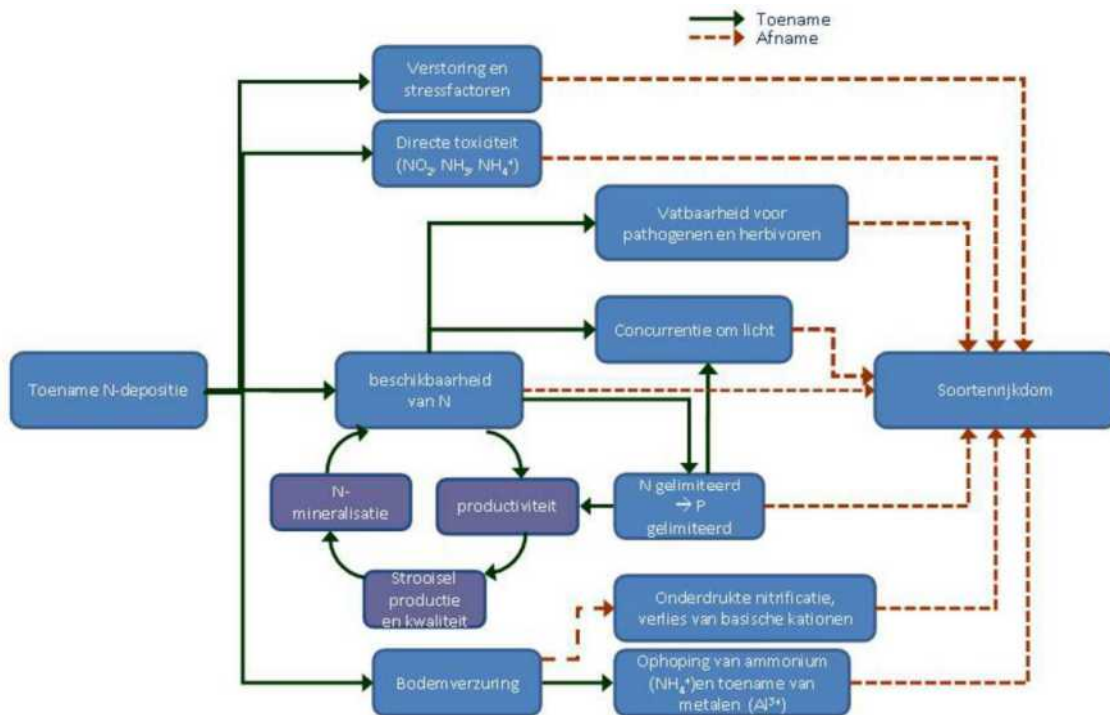 Toename
Afname
Verstoring en
stressfactoren
Directe toxiciteit
(NO₂, NH₃, NH₄⁺)
Vatbaarheid voor
pathogenen en herbivoren
Concurrentie om licht
Toename N-depositie
beschikbaarheid
van N
Soortenrijkdom
N-
mineralisatie
productiviteit
N gelimiteerd
→ P
gelimiteerd
Strooisel
productie
en kwaliteit
Onderdrukte nitrificatie,
verlies van basische kationen
Bodemverzuring
Ophoping van ammonium
(NH₄⁺)en toename van
metalen (Al³⁺)